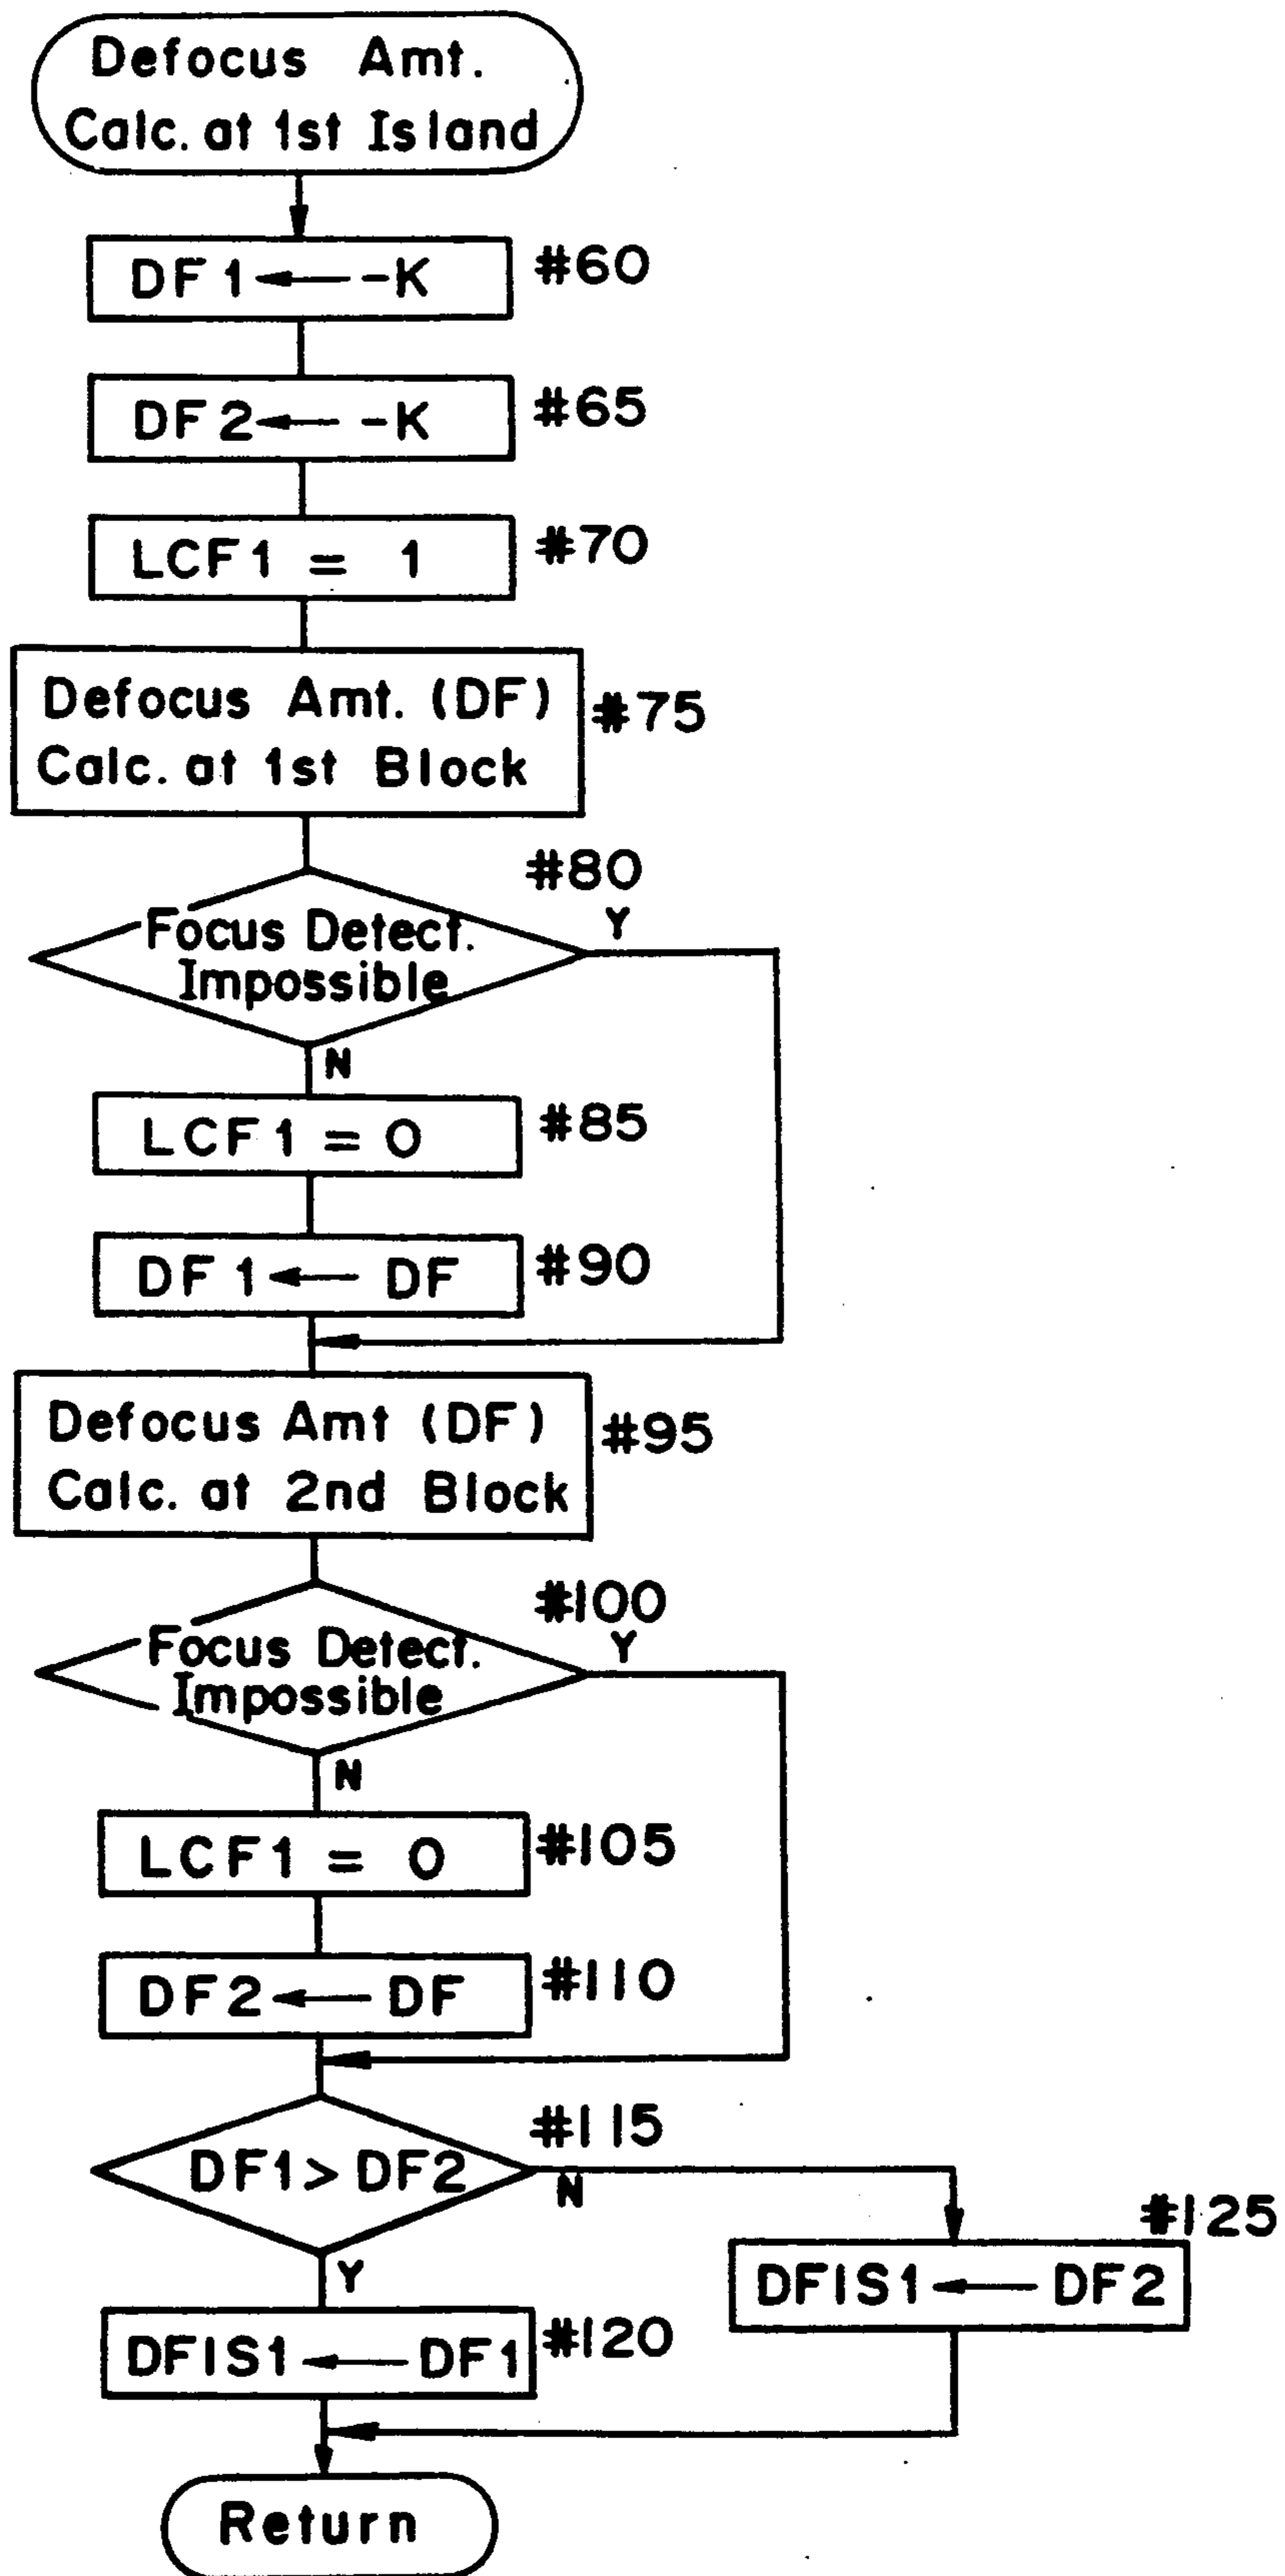 Defocus Amt.
Calc. at 1st Island
DF1 ← -K #60
DF2 ← -K #65
LCF1 = 1 #70
Defocus Amt. (DF)
Calc. at 1st Block
#75
#80
Focus Detect.
Impossible
Y
N
LCF1 = 0 #85
DF1 ← DF #90
Defocus Amt (DF)
Calc. at 2nd Block
#95
#100
Focus Detect.
Impossible
Y
N
LCF1 = 0 #105
DF2 ← DF #110
#115
DF1 > DF2
N
Y
#125
DFIS1 ← DF2
DFIS1 ← DF1 #120
Return